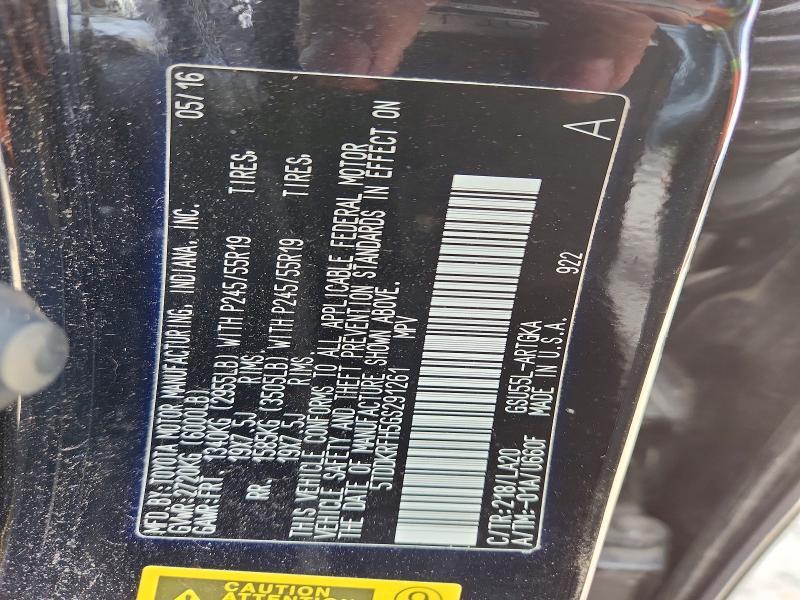 MFD.BY: TOYOTA MOTOR MANUFACTURING, INDIANA, INC. 05/16
GVWR:2720KG (6000LB)
GAWR:FRT 1340KG (2955LB) WITH P245/55R19 TIRES,
19X7.5J RIMS.
RR. 1585KG (3505LB) WITH P245/55R19 TIRES,
19X7.5J RIMS.
THIS VEHICLE CONFORMS TO ALL APPLICABLE FEDERAL MOTOR
VEHICLE SAFETY AND THEFT PREVENTION STANDARDS IN EFFECT ON
THE DATE OF MANUFACTURE SHOWN ABOVE.
5TDDKRFH5GS291261 MPV
C/TR:218/LA20 GSU55L-ARTGKA
A/TM:-01A/U660F MADE IN U.S.A. 922
A
CAUTION
ATTENTION